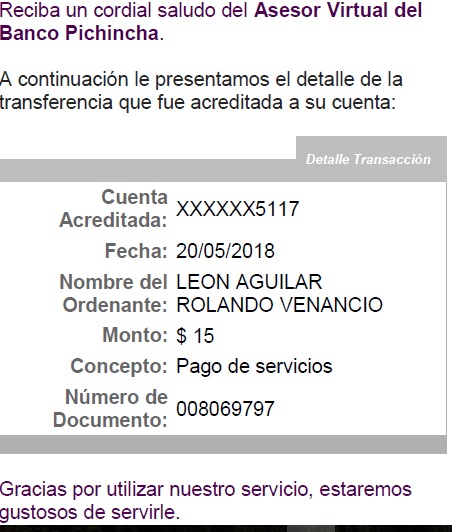 Reciba un cordial saludo del Asesor Virtual del
Banco Pichincha.
A continuación le presentamos el detalle de la
transferencia que fue acreditada a su cuenta:
Detalle Transacción
Cuenta
Acreditada: XXXXXX5117
Fecha: 20/05/2018
Nombre del LEON AGUILAR
Ordenante: ROLANDO VENANCIO
Monto: $ 15
Concepto: Pago de servicios
Número de
Documento: 008069797
Gracias por utilizar nuestro servicio, estaremos
gustosos de servirle.